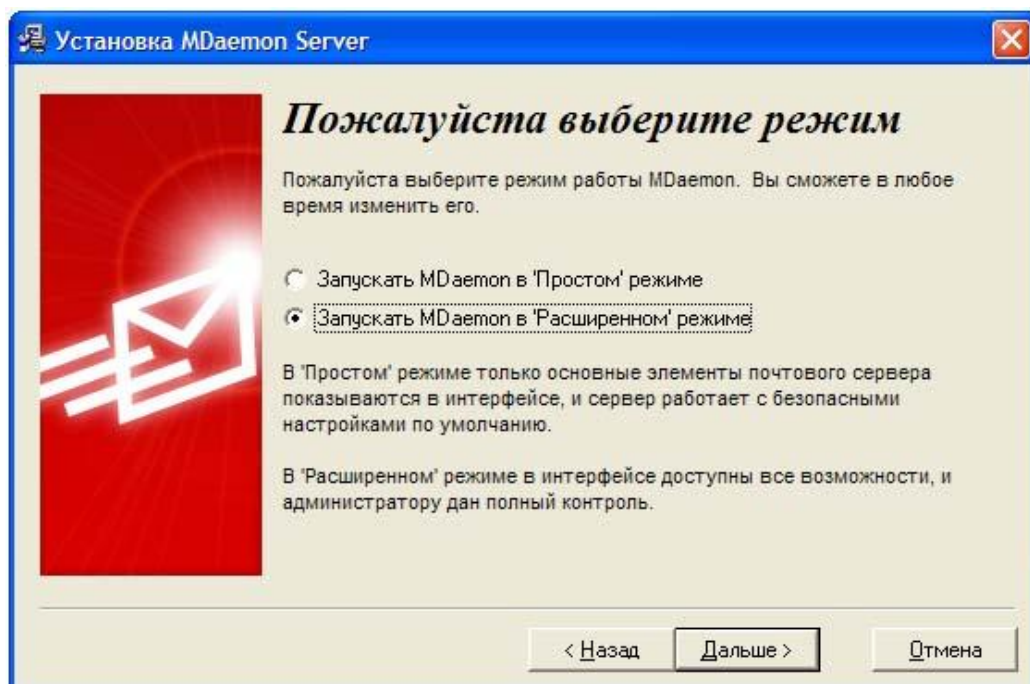 Установка MDaemon Server
Пожалуйста выберите режим
Пожалуйста выберите режим работы MDaemon. Вы сможете в любое
время изменить его.
Запускать MDaemon в 'Простом' режиме
Запускать MDaemon в 'Расширенном' режиме
В 'Простом' режиме только основные элементы почтового сервера
показываются в интерфейсе, и сервер работает с безопасными
настройками по умолчанию.
В 'Расширенном' режиме в интерфейсе доступны все возможности, и
администратору дан полный контроль.
< Назад Дальше > Отмена